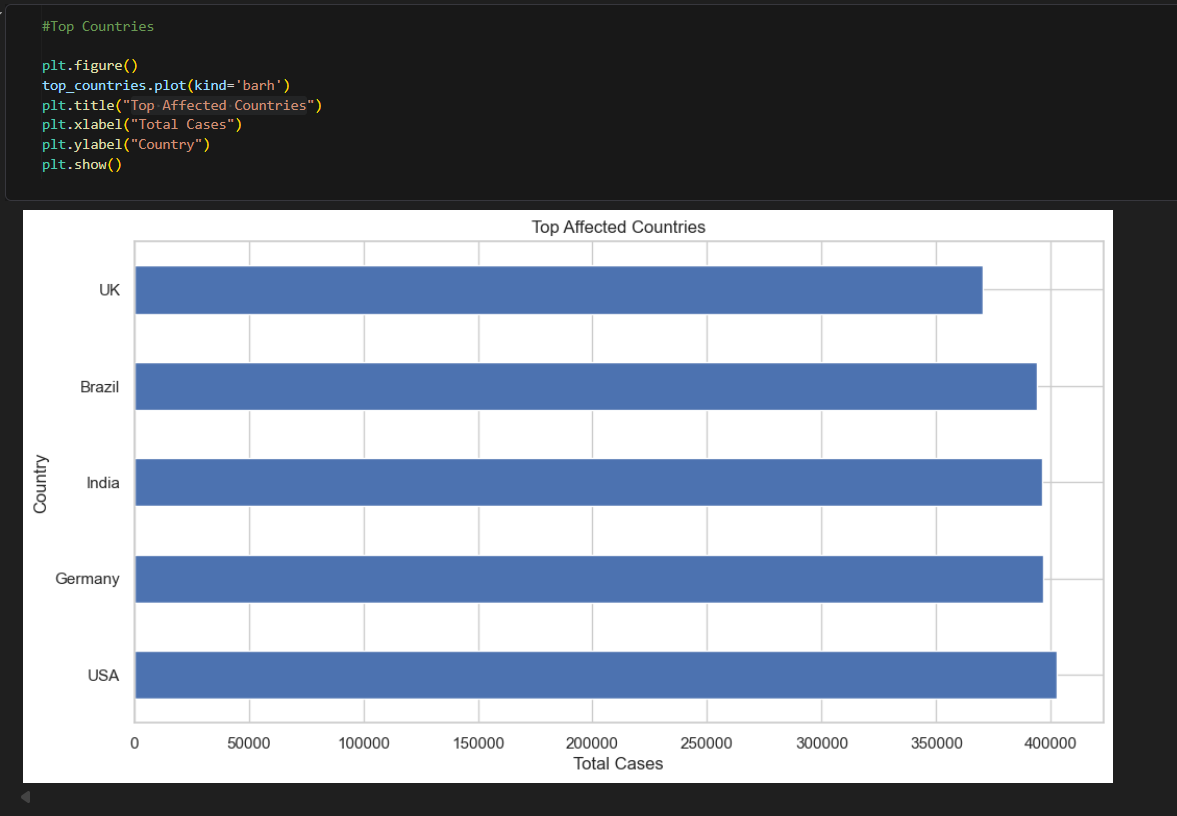 #Top Countries
plt.figure()
top_countries.plot(kind='barh')
plt.title("Top Affected Countries")
plt.xlabel("Total Cases")
plt.ylabel("Country")
plt.show()
Top Affected Countries
UK
Brazil
India
Germany
USA
Country
0 50000 100000 150000 200000 250000 300000 350000 400000
Total Cases